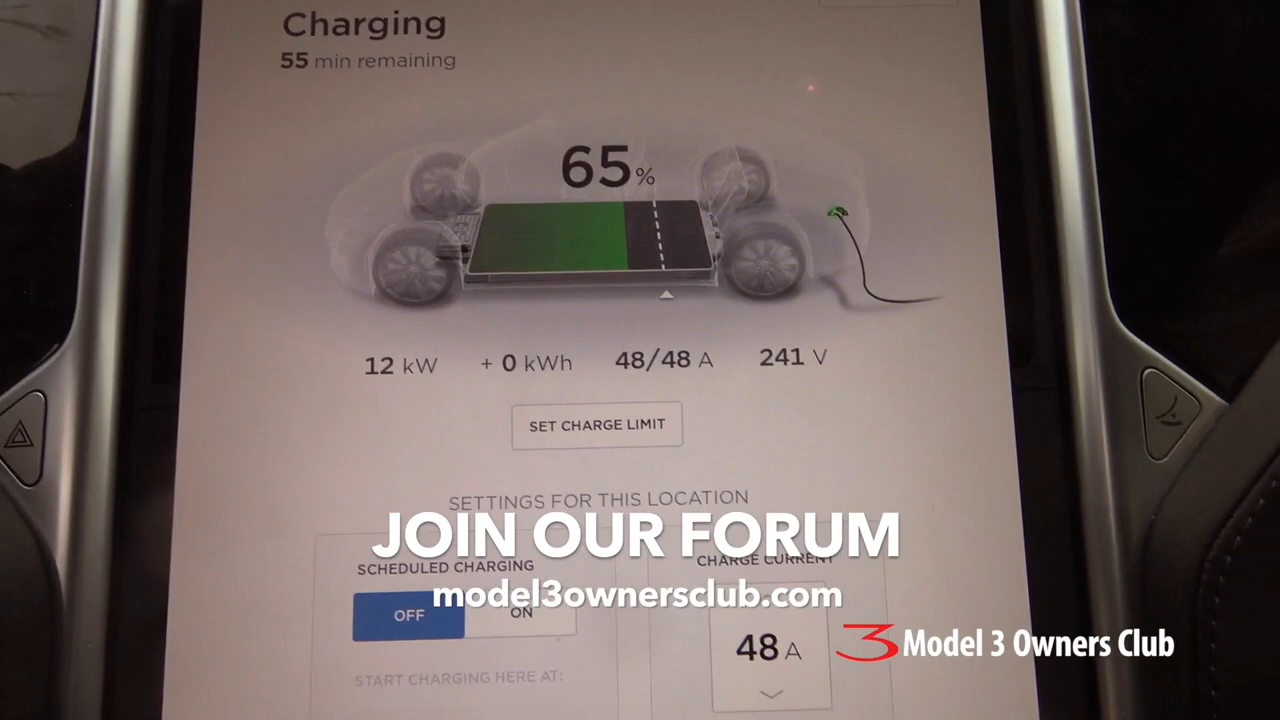 Charging
55 min remaining
65%
12 kW + 0 kWh 48/48 A 241 V
SET CHARGE LIMIT
SETTINGS FOR THIS LOCATION
JOIN OUR FORUM
SCHEDULED CHARGING
CHARGE CURRENT
model3ownersclub.com
OFF ON
48 A
3 Model 3 Owners Club
START CHARGING HERE AT: